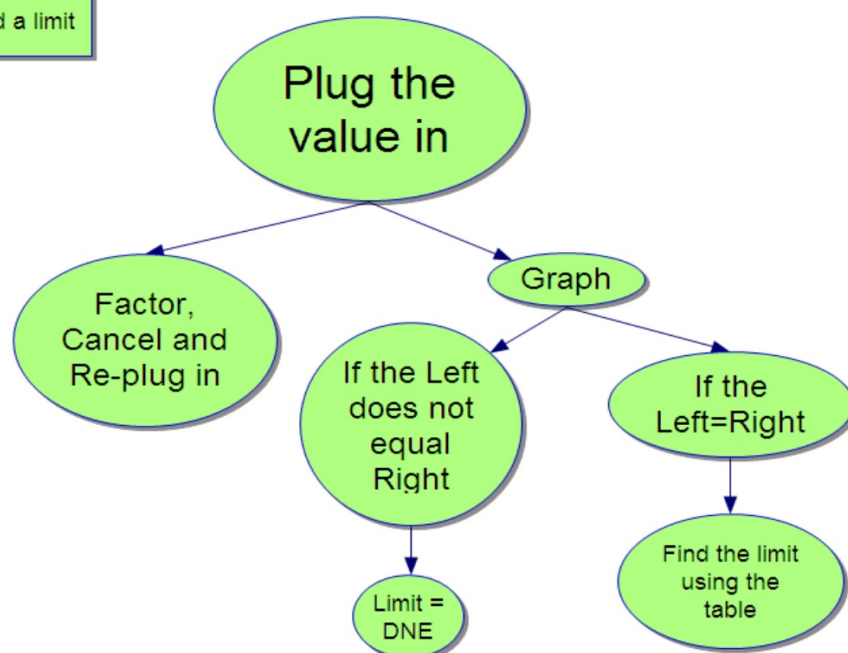 a limit
Plug the
value in
Factor,
Cancel and
Re-plug in
Graph
If the Left
does not
equal
Right
If the
Left=Right
Limit =
DNE
Find the limit
using the
table